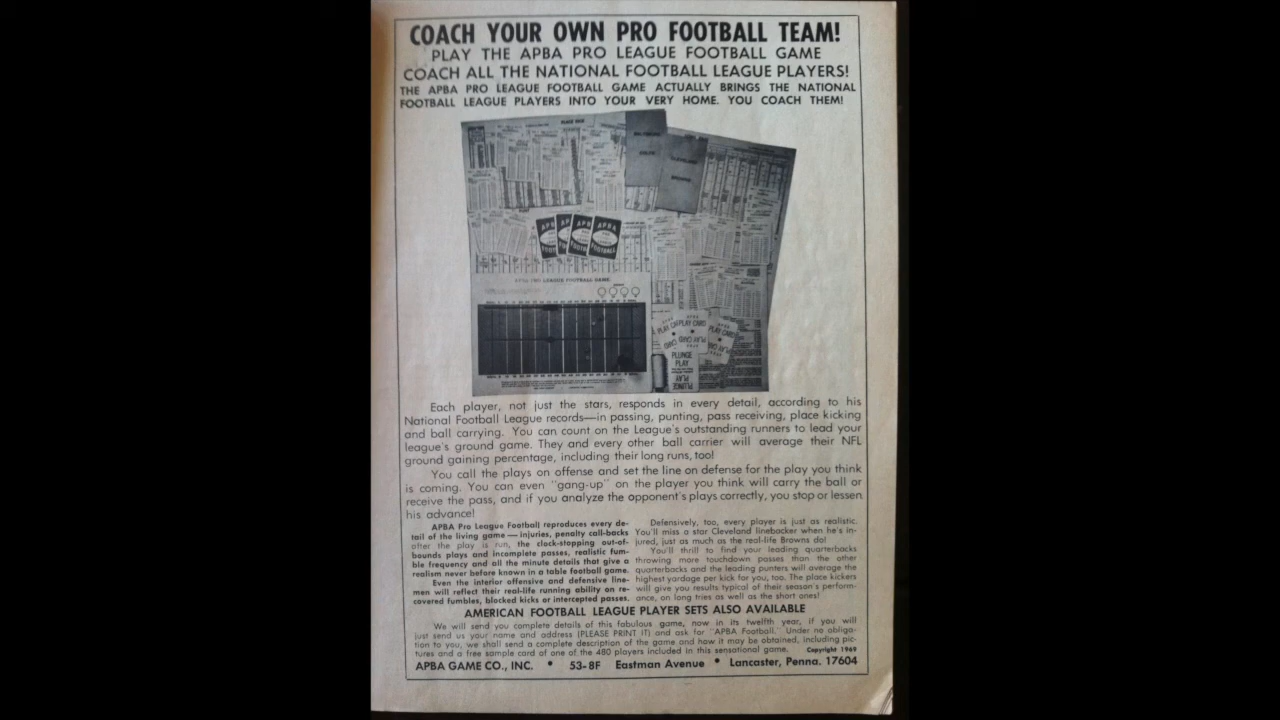 COACH YOUR OWN PRO FOOTBALL TEAM!
PLAY THE APBA PRO LEAGUE FOOTBALL GAME
COACH ALL THE NATIONAL FOOTBALL LEAGUE PLAYERS!
THE APBA PRO LEAGUE FOOTBALL GAME ACTUALLY BRINGS THE NATIONAL
FOOTBALL LEAGUE PLAYERS INTO YOUR VERY HOME. YOU COACH THEM!
CLEVELAND
BROWNS
APBA
FOOTBALL
APBA PRO LEAGUE FOOTBALL GAME
PLAY CARD
PLAY CARD
PLUNGE
PLAY
Each player, not just the stars, responds in every detail, according to his
National Football League records—in passing, punting, pass receiving, place kicking
and ball carrying. You can count on the League's outstanding runners to lead your
league's ground game. They and every other ball carrier will average their NFL
ground gaining percentage, including their long runs, too!
You call the plays on offense and set the line on defense for the play you think
is coming. You can even "gang-up" on the player you think will carry the ball or
receive the pass, and if you analyze the opponent's plays correctly, you stop or lessen
his advance!
APBA Pro League Football reproduces every de-
tail of the living game — injuries, penalty call-backs
after the play is run, the clock-stopping out-of-
bounds plays and incomplete passes, realistic fum-
ble frequency and all the minute details that give a
realism never before known in a table football game.
Even the interior offensive and defensive line-
men will reflect their real-life running ability on re-
covered fumbles, blocked kicks or intercepted passes.
Defensively, too, every player is just as realistic.
You'll miss a star Cleveland linebacker when he's in-
jured, just as much as the real-life Browns do!
You'll thrill to find your leading quarterbacks
throwing more touchdown passes than the other
quarterbacks and the leading punters will average the
highest yardage per kick for you, too. The place kickers
will give you results typical of their season's perform-
ance, on long tries as well as the short ones!
AMERICAN FOOTBALL LEAGUE PLAYER SETS ALSO AVAILABLE
We will send you complete details of this fabulous game, now in its twelfth year, if you will
just send us your name and address (PLEASE PRINT IT) and ask for "APBA Football." Under no obliga-
tion to you, we shall send a complete description of the game and how it may be obtained, including pic-
tures and a free sample card of one of the 480 players included in this sensational game. Copyright 1969
APBA GAME CO., INC. • 53-8F Eastman Avenue • Lancaster, Penna. 17604